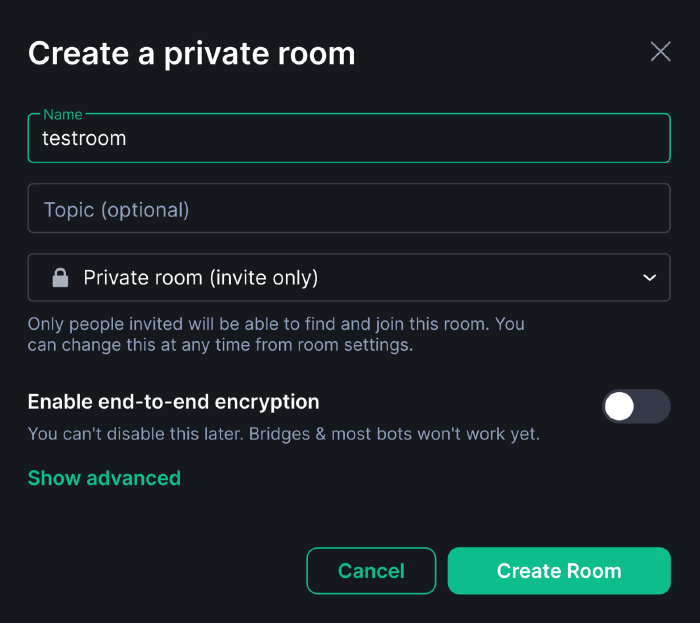 Create a private room
Name
testroom
Topic (optional)
Private room (invite only)
Only people invited will be able to find and join this room. You
can change this at any time from room settings.
Enable end-to-end encryption
You can't disable this later. Bridges & most bots won't work yet.
Show advanced
Cancel
Create Room